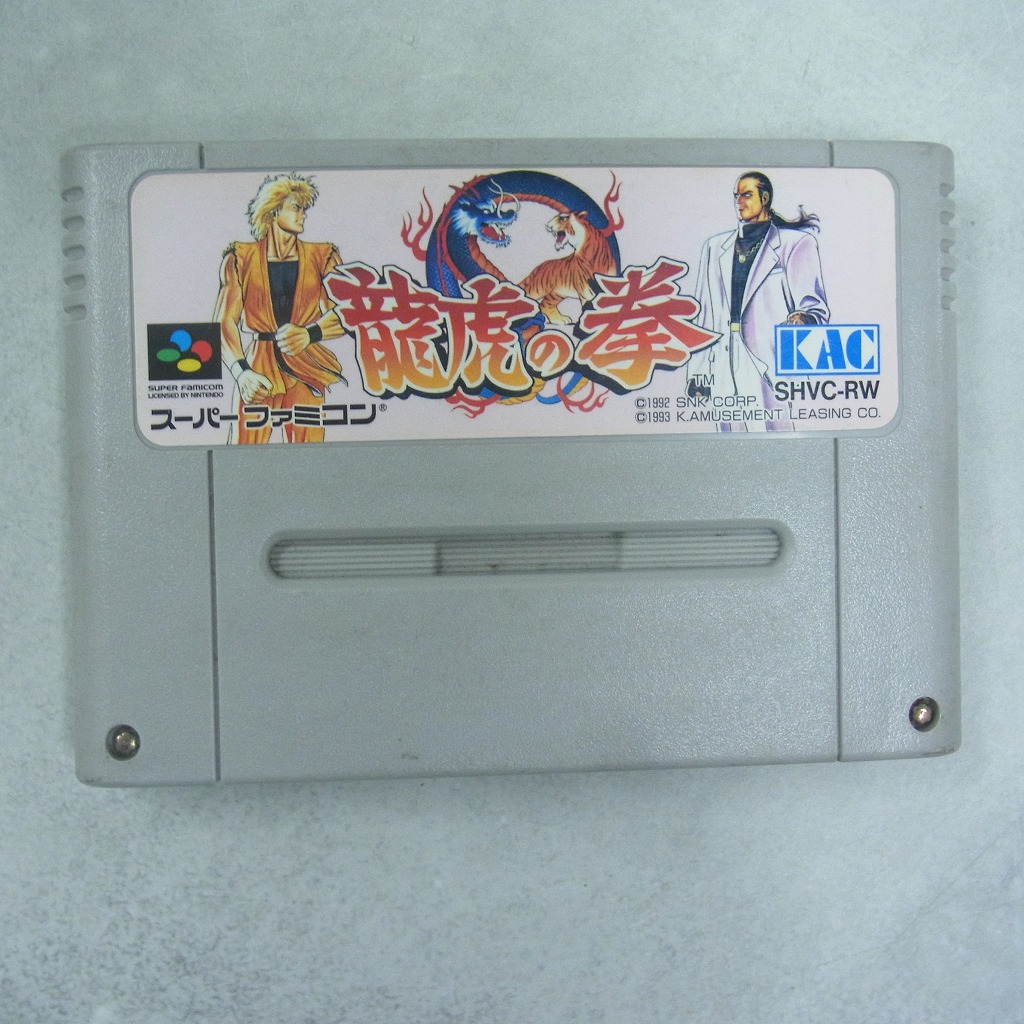 龍虎の拳
TM
SUPER FAMICOM
LICENSED BY NINTENDO
スーパーファミコン®
KAC
SHVC-RW
©1992 SNK CORP.
©1993 K.AMUSEMENT LEASING CO.